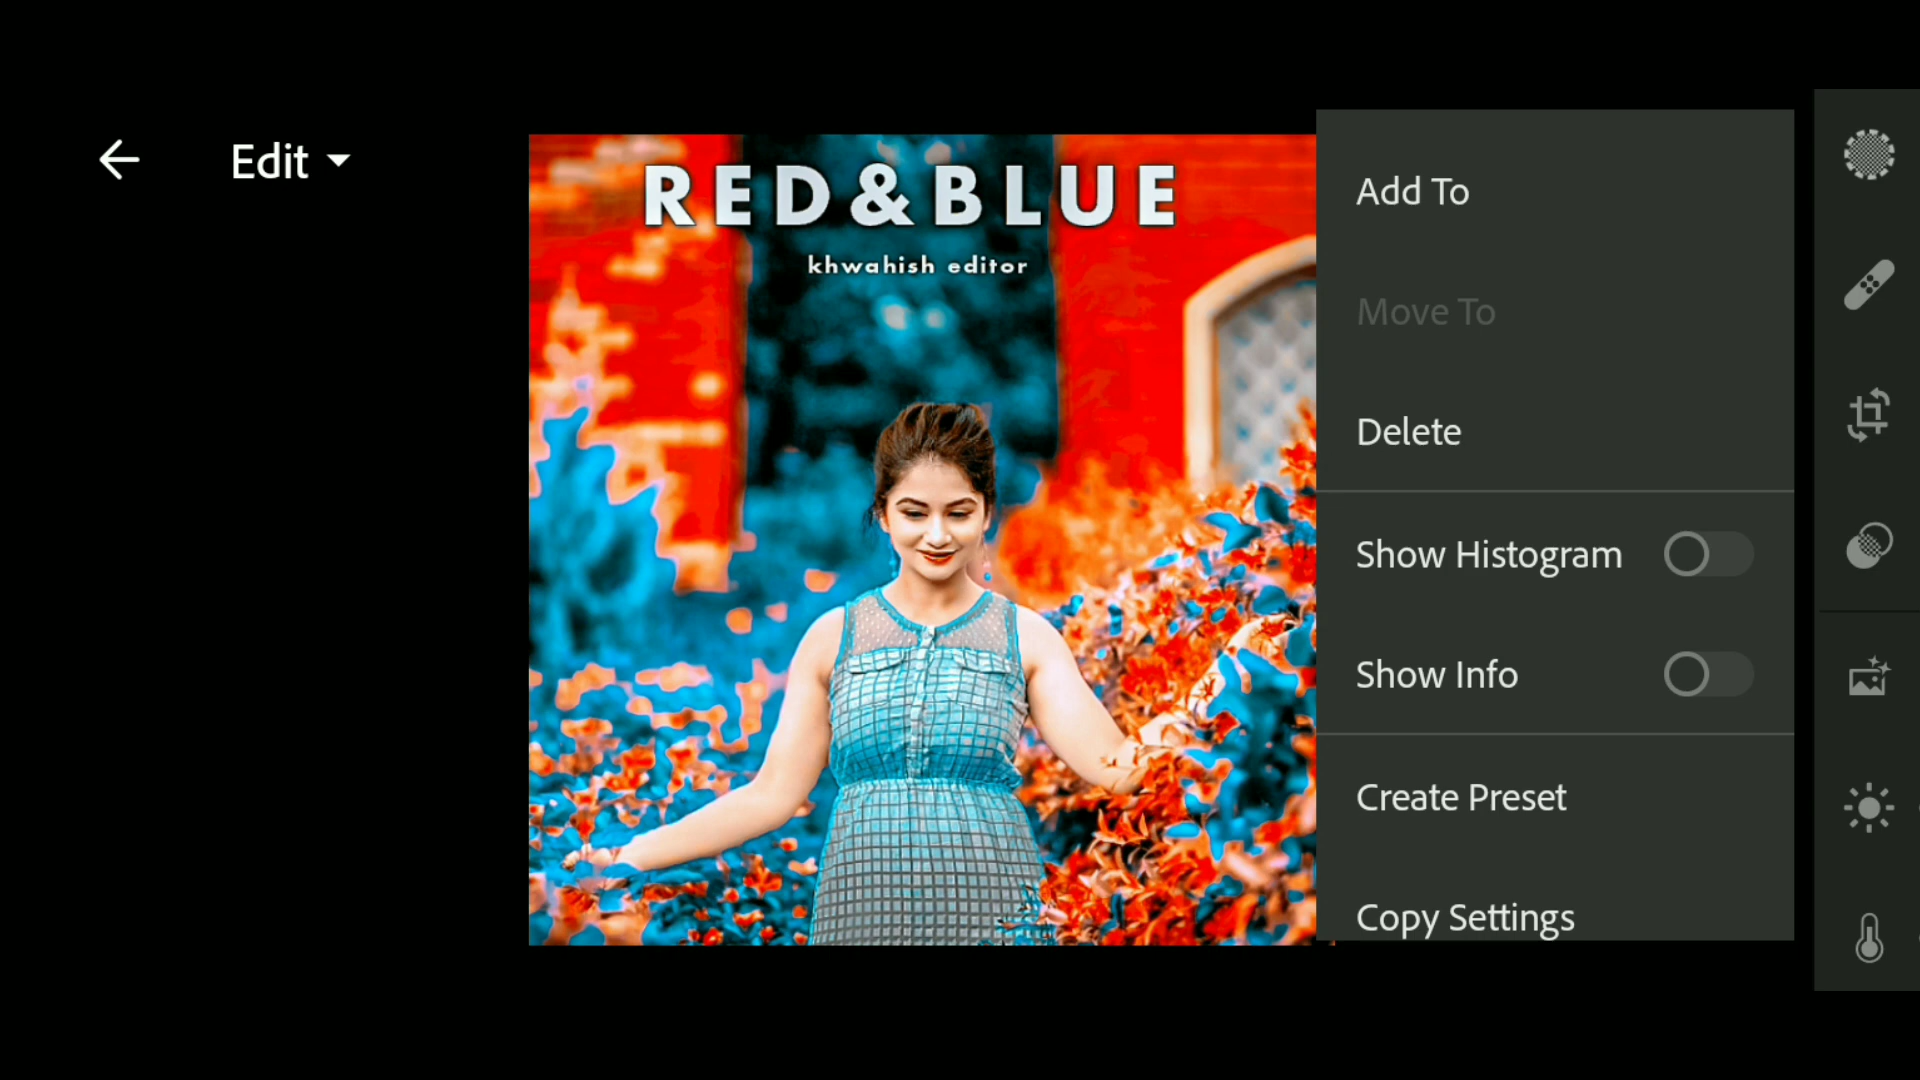 Edit
RED&BLUE
khwahish editor
Add To
Move To
Delete
Show Histogram
Show Info
Create Preset
Copy Settings